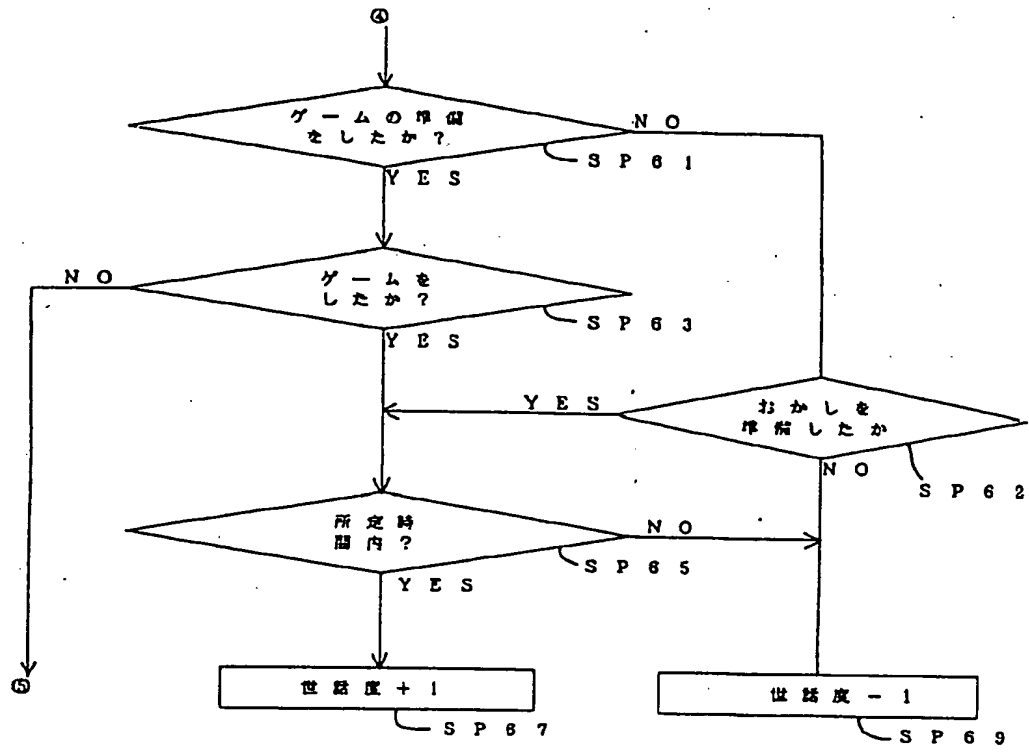 ④
ゲームの準備
をしたか?
NO
SP61
YES
NO
ゲームを
したか?
SP63
YES
YES
おかしを
準備したか
NO
SP62
所定時
間内?
NO
SP65
YES
⑤
世話度+1
SP67
世話度-1
SP69